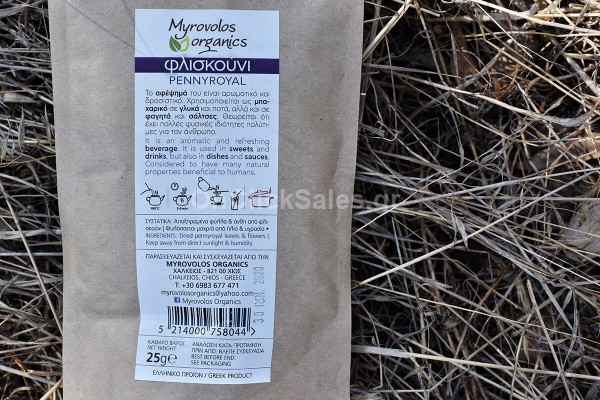 Myrovolos
organics
ΦΛΙΣΚΟΥΝΙ
PENNYROYAL
Το αφέψημά του είναι αρωματικό και
δροσιστικό. Χρησιμοποιείται ως μπα-
χαρικό σε γλυκά και ποτά, αλλά και σε
φαγητά και σάλτσες. Θεωρείται ότι
έχει πολλές φυσικές ιδιότητες πολύτι-
μες για τον άνθρωπο.
It is an aromatic and refreshing
beverage. It is used in sweets and
drinks, but also in dishes and sauces.
Considered to have many natural
properties beneficial to humans.
100°C
ΣΥΣΤΑΤΙΚΑ: Αποξηραμένα φύλλα & άνθη από φλι-
σκούνι | Φυλάσσεται μακριά από ήλιο & υγρασία •
INGREDIENTS: Dried pennyroyal leaves & flowers |
Keep away from direct sunlight & humidity
ΠΑΡΑΣΚΕΥΑΖΕΤΑΙ ΚΑΙ ΣΥΣΚΕΥΑΖΕΤΑΙ ΑΠΟ ΤΗΝ
MYROVOLOS ORGANICS
ΧΑΛΚΕΙΟΣ - 821 00 ΧΙΟΣ
CHALKEIOS, CHIOS - GREECE
T: +30 6983 677 471
myrovolosorganics@yahoo.com
Myrovolos Organics
5 214000 758044
ΚΑΘΑΡΟ ΒΑΡΟΣ
NET WEIGHT
25g e
ΑΝΑΛΩΣΗ ΚΑΤΑ ΠΡΟΤΙΜΗΣΗ
ΠΡΙΝ ΑΠΟ: ΒΛΕΠΕ ΣΥΣΚΕΥΑΣΙΑ
BEST BEFORE END:
SEE PACKAGING
ΕΛΛΗΝΙΚΟ ΠΡΟΪΟΝ / GREEK PRODUCT